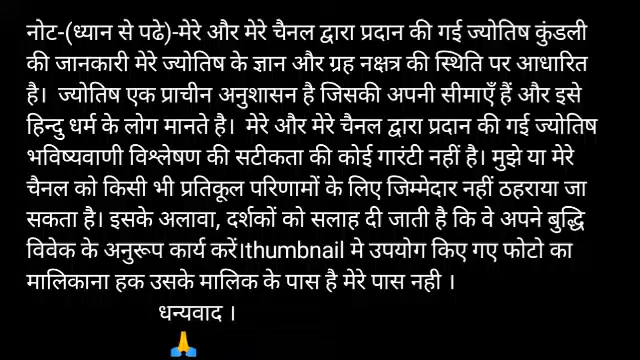 नोट-(ध्यान से पढे)-मेरे और मेरे चैनल द्वारा प्रदान की गई ज्योतिष कुंडली
की जानकारी मेरे ज्योतिष के ज्ञान और ग्रह नक्षत्र की स्थिति पर आधारित
है।  ज्योतिष एक प्राचीन अनुशासन है जिसकी अपनी सीमाएँ हैं और इसे
हिन्दु धर्म के लोग मानते है।  मेरे और मेरे चैनल द्वारा प्रदान की गई ज्योतिष
भविष्यवाणी विश्लेषण की सटीकता की कोई गारंटी नहीं है। मुझे या मेरे
चैनल को किसी भी प्रतिकूल परिणामों के लिए जिम्मेदार नहीं ठहराया जा
सकता है। इसके अलावा, दर्शकों को सलाह दी जाती है कि वे अपने बुद्धि
विवेक के अनुरूप कार्य करें।thumbnail मे उपयोग किए गए फोटो का
मालिकाना हक उसके मालिक के पास है मेरे पास नही ।
धन्यवाद ।
🙏